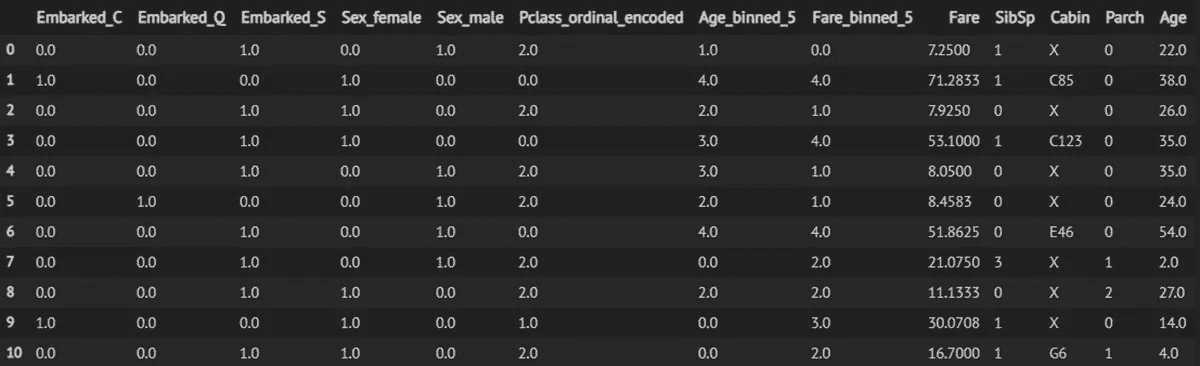 Embarked_C Embarked_Q Embarked_S Sex_female Sex_male Pclass_ordinal_encoded Age_binned_5 Fare_binned_5 Fare SibSp Cabin Parch Age
0 0.0 0.0 1.0 0.0 1.0 2.0 1.0 0.0 7.2500 1 X 0 22.0
1 1.0 0.0 0.0 1.0 0.0 0.0 4.0 4.0 71.2833 1 C85 0 38.0
2 0.0 0.0 1.0 1.0 0.0 2.0 2.0 1.0 7.9250 0 X 0 26.0
3 0.0 0.0 1.0 1.0 0.0 0.0 3.0 4.0 53.1000 1 C123 0 35.0
4 0.0 0.0 1.0 0.0 1.0 2.0 3.0 1.0 8.0500 0 X 0 35.0
5 0.0 1.0 0.0 0.0 1.0 2.0 2.0 1.0 8.4583 0 X 0 24.0
6 0.0 0.0 1.0 0.0 1.0 0.0 4.0 4.0 51.8625 0 E46 0 54.0
7 0.0 0.0 1.0 0.0 1.0 2.0 0.0 2.0 21.0750 3 X 1 2.0
8 0.0 0.0 1.0 1.0 0.0 2.0 2.0 2.0 11.1333 0 X 2 27.0
9 1.0 0.0 0.0 1.0 0.0 1.0 0.0 3.0 30.0708 1 X 0 14.0
10 0.0 0.0 1.0 1.0 0.0 2.0 0.0 2.0 16.7000 1 G6 1 4.0